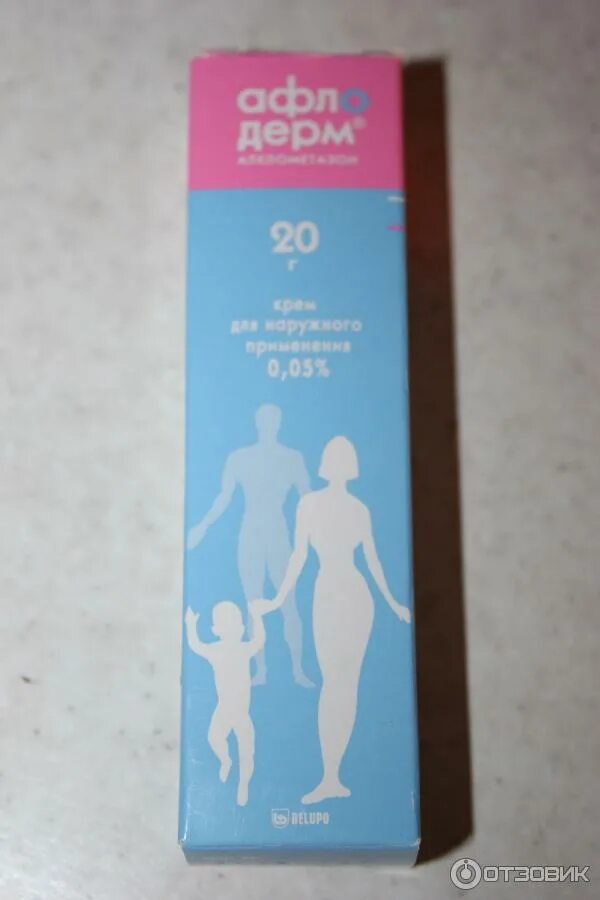 афло
дерм®
АЛКЛОМЕТАЗОН
20
г
крем
для наружного
применения
0,05%
BELUPO
ОТЗОВИК